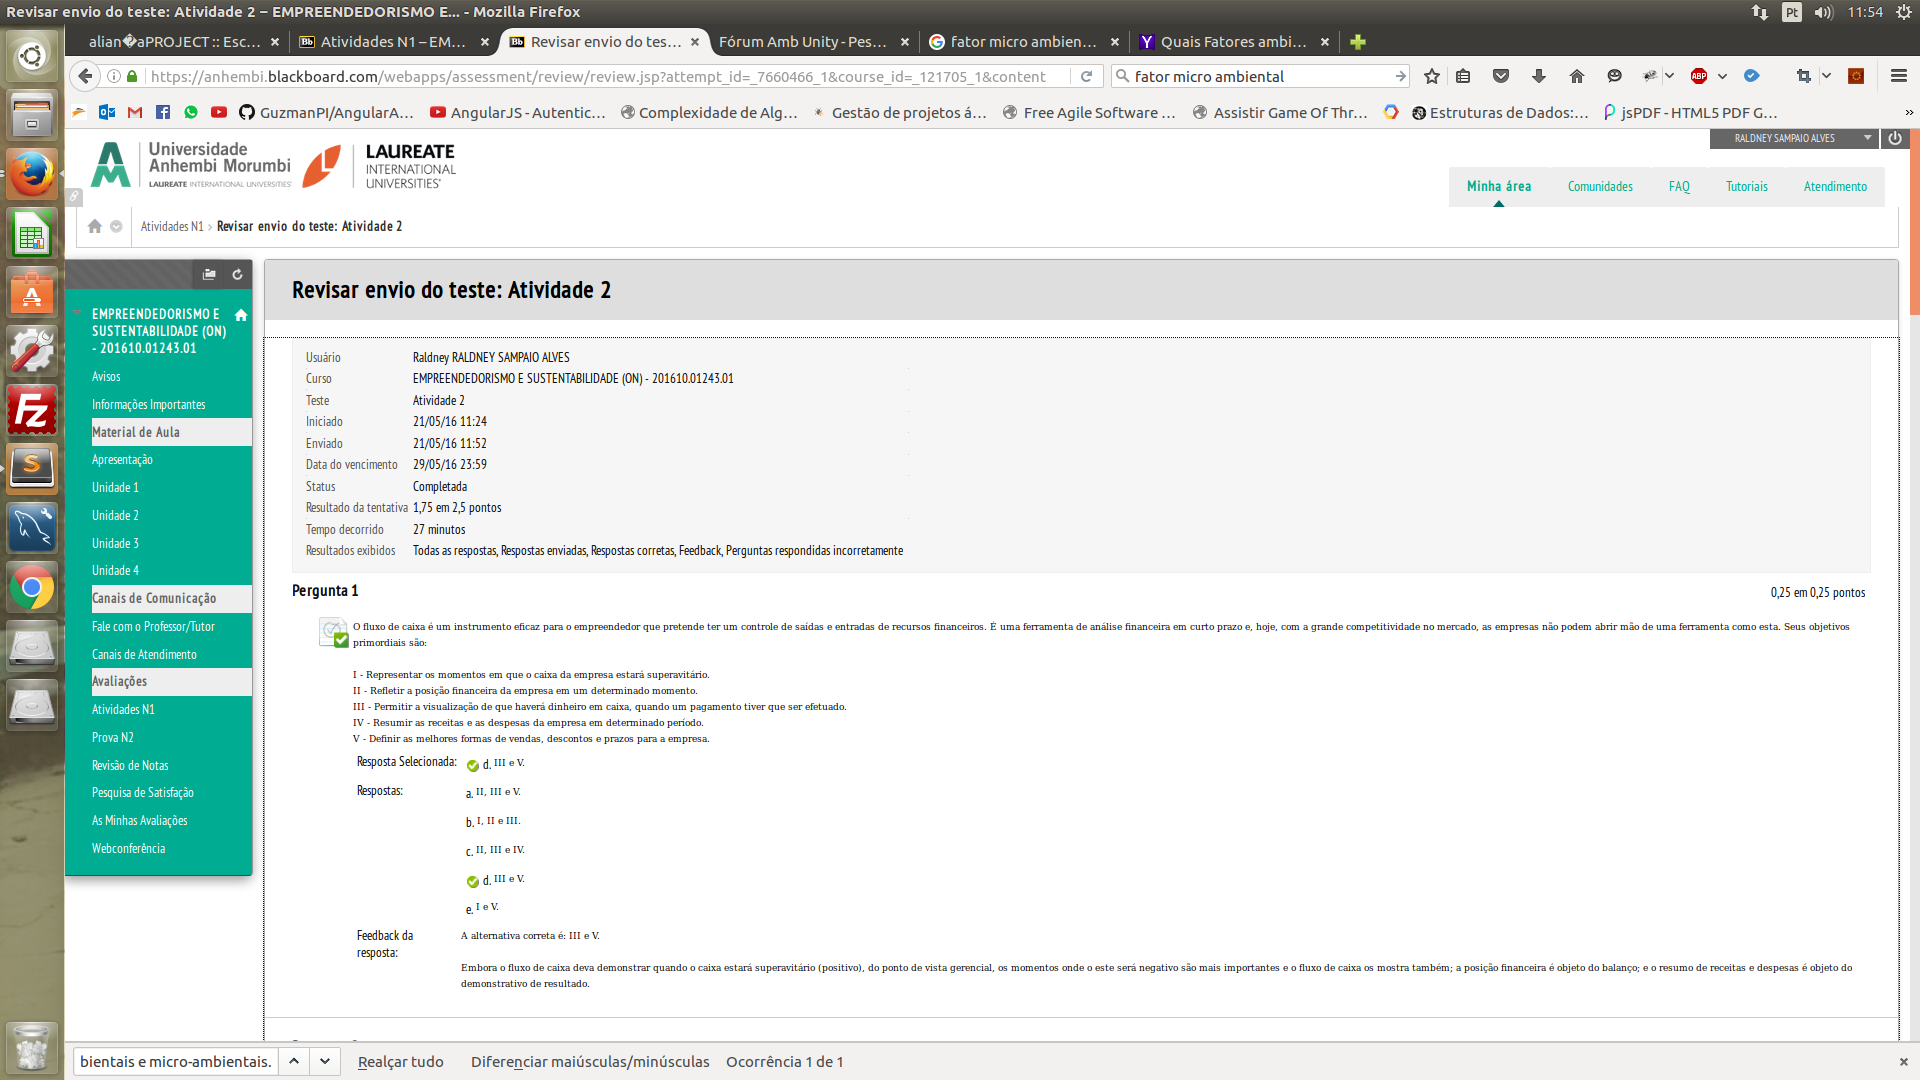 Revisar envio do teste: Atividade 2 – EMPREENDEDORISMO E... - Mozilla Firefox
Pt
11:54
alian�aPROJECT :: Esc...
Atividades N1 – EM...
Revisar envio do tes...
Fórum Amb Unity - Pes...
fator micro ambien...
Quais Fatores ambi...
https://anhembi.blackboard.com/webapps/assessment/review/review.jsp?attempt_id=_7660466_1&course_id=_121705_1&content
fator micro ambiental
ABP
GuzmanPI/AngularA...
AngularJS - Autentic...
Complexidade de Alg...
Gestão de projetos á...
Free Agile Software ...
Assistir Game Of Thr...
Estruturas de Dados:...
jsPDF - HTML5 PDF G...
»
Universidade
Anhembi Morumbi
LAUREATE INTERNATIONAL UNIVERSITIES
LAUREATE
INTERNATIONAL
UNIVERSITIES
RALDNEY SAMPAIO ALVES
Minha área
Comunidades
FAQ
Tutoriais
Atendimento
Atividades N1 > Revisar envio do teste: Atividade 2
EMPREENDEDORISMO E
SUSTENTABILIDADE (ON)
- 201610.01243.01
Avisos
Informações Importantes
Material de Aula
Apresentação
Unidade 1
Unidade 2
Unidade 3
Unidade 4
Canais de Comunicação
Fale com o Professor/Tutor
Canais de Atendimento
Avaliações
Atividades N1
Prova N2
Revisão de Notas
Pesquisa de Satisfação
As Minhas Avaliações
Webconferência
Revisar envio do teste: Atividade 2
Usuário Raldney RALDNEY SAMPAIO ALVES
Curso EMPREENDEDORISMO E SUSTENTABILIDADE (ON) - 201610.01243.01
Teste Atividade 2
Iniciado 21/05/16 11:24
Enviado 21/05/16 11:52
Data do vencimento 29/05/16 23:59
Status Completada
Resultado da tentativa 1,75 em 2,5 pontos
Tempo decorrido 27 minutos
Resultados exibidos Todas as respostas, Respostas enviadas, Respostas corretas, Feedback, Perguntas respondidas incorretamente
Pergunta 1
0,25 em 0,25 pontos
O fluxo de caixa é um instrumento eficaz para o empreendedor que pretende ter um controle de saídas e entradas de recursos financeiros. É uma ferramenta de análise financeira em curto prazo e, hoje, com a grande competitividade no mercado, as empresas não podem abrir mão de uma ferramenta como esta. Seus objetivos
primordiais são:
I - Representar os momentos em que o caixa da empresa estará superavitário.
II - Refletir a posição financeira da empresa em um determinado momento.
III - Permitir a visualização de que haverá dinheiro em caixa, quando um pagamento tiver que ser efetuado.
IV - Resumir as receitas e as despesas da empresa em determinado período.
V - Definir as melhores formas de vendas, descontos e prazos para a empresa.
Resposta Selecionada: d. III e V.
Respostas: a. II, III e V.
b. I, II e III.
c. II, III e IV.
d. III e V.
e. I e V.
Feedback da
resposta:
A alternativa correta é: III e V.
Embora o fluxo de caixa deva demonstrar quando o caixa estará superavitário (positivo), do ponto de vista gerencial, os momentos onde o este será negativo são mais importantes e o fluxo de caixa os mostra também; a posição financeira é objeto do balanço; e o resumo de receitas e despesas é objeto do
demonstrativo de resultado.
bientais e micro-ambientais.
Realçar tudo
Diferenciar maiúsculas/minúsculas
Ocorrência 1 de 1